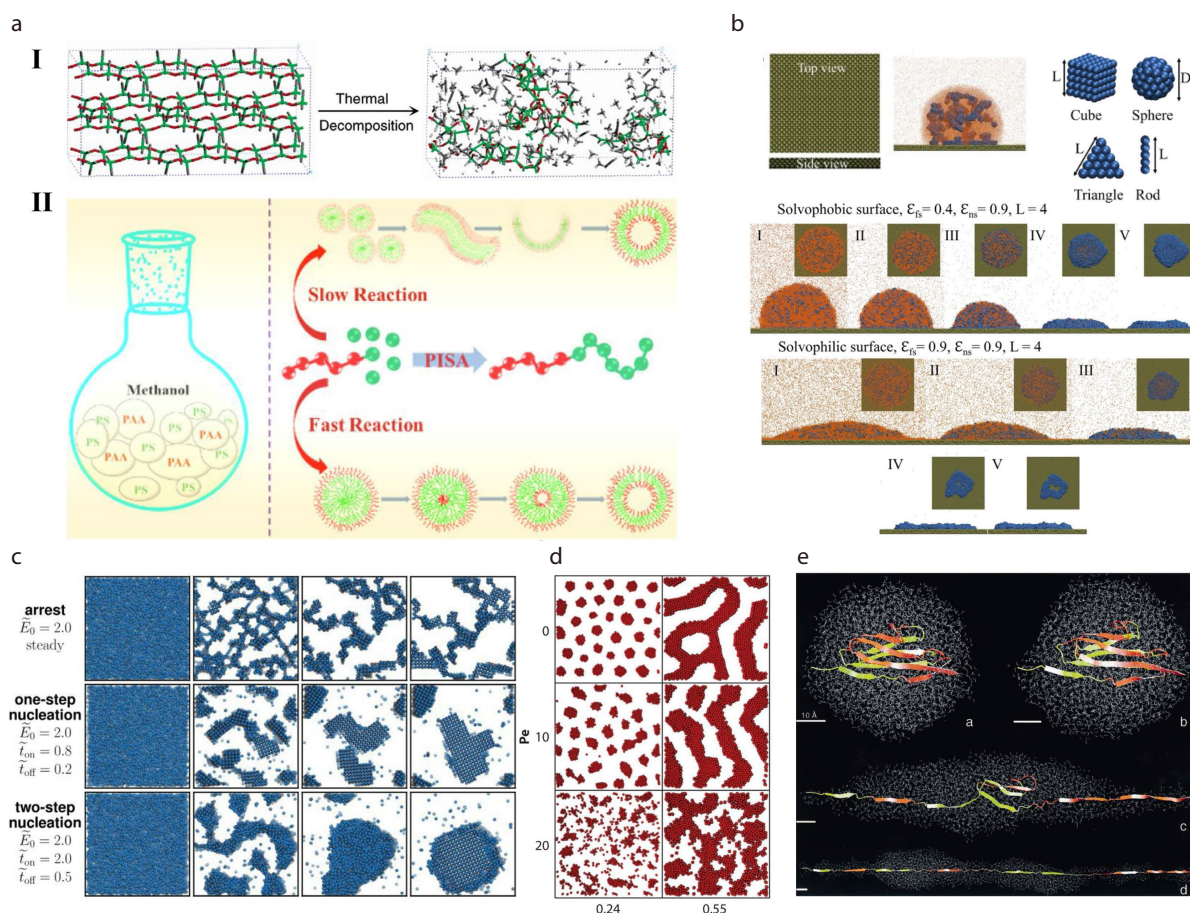 a
I
Thermal
Decomposition
II
Methanol
PS
PAA
PS
PS
PS
PAA
PS
PAA
PS
PS
PS
Slow Reaction
PISA
Fast Reaction
b
Top view
Side view
L
Cube
D
Sphere
L
Triangle
L
Rod
Solvophobic surface, Ɛfs= 0.4, Ɛns= 0.9, L = 4
I
II
III
IV
V
Solvophilic surface, Ɛfs= 0.9, Ɛns= 0.9, L = 4
I
II
III
IV
V
c
arrest
Ẽ0 = 2.0
steady
one-step
nucleation
Ẽ0 = 2.0
t̃on = 0.8
t̃off = 0.2
two-step
nucleation
Ẽ0 = 2.0
t̃on = 2.0
t̃off = 0.5
d
0
Pe
10
20
0.24
0.55
e
10 Å
a
b
c
d